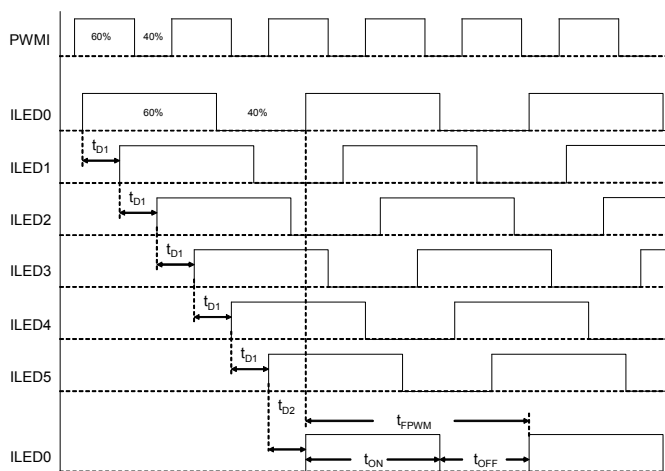 PWMI
60% 40%
ILED0
60% 40%
tD1
ILED1
tD1
ILED2
tD1
ILED3
tD1
ILED4
tD1
ILED5
tD2
tFPWM
ILED0
tON tOFF